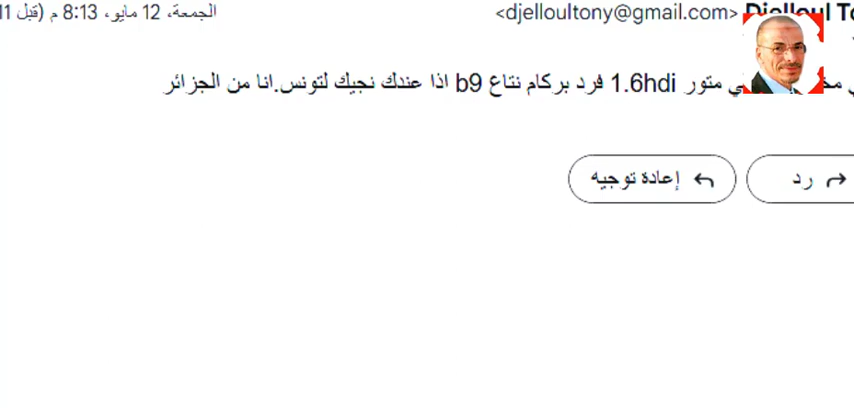 Djelloul To <djelloultony@gmail.com>
الجمعة، 12 مايو، 8:13 م (قبل 11
متور 1.6hdi فرد بركام نتاع b9 اذا عندك نجيك لتونس.انا من الجزائر
رد
إعادة توجيه